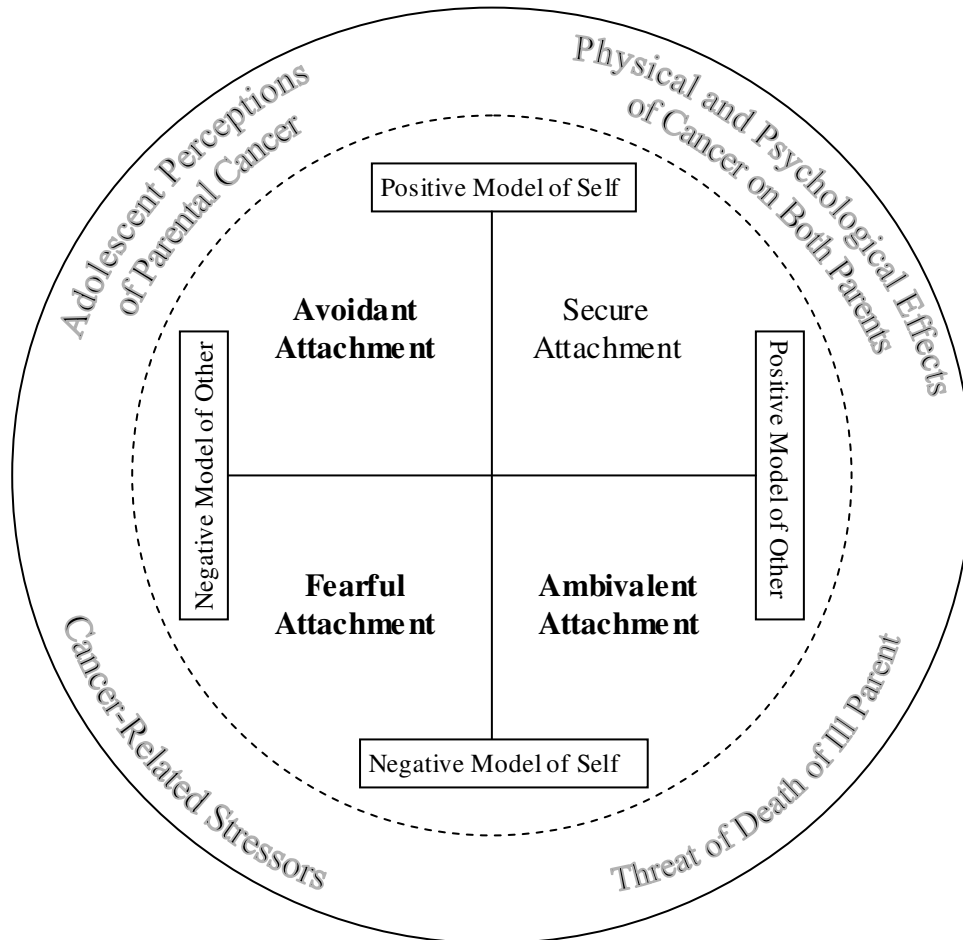 Adolescent Perceptions
of Parental Cancer
Physical and Psychological Effects
of Cancer on Both Parents
Positive Model of Self
Avoidant
Attachment
Secure
Attachment
Negative Model of Other
Positive Model of Other
Fearful
Attachment
Ambivalent
Attachment
Negative Model of Self
Cancer-Related Stressors
Threat of Death of Ill Parent